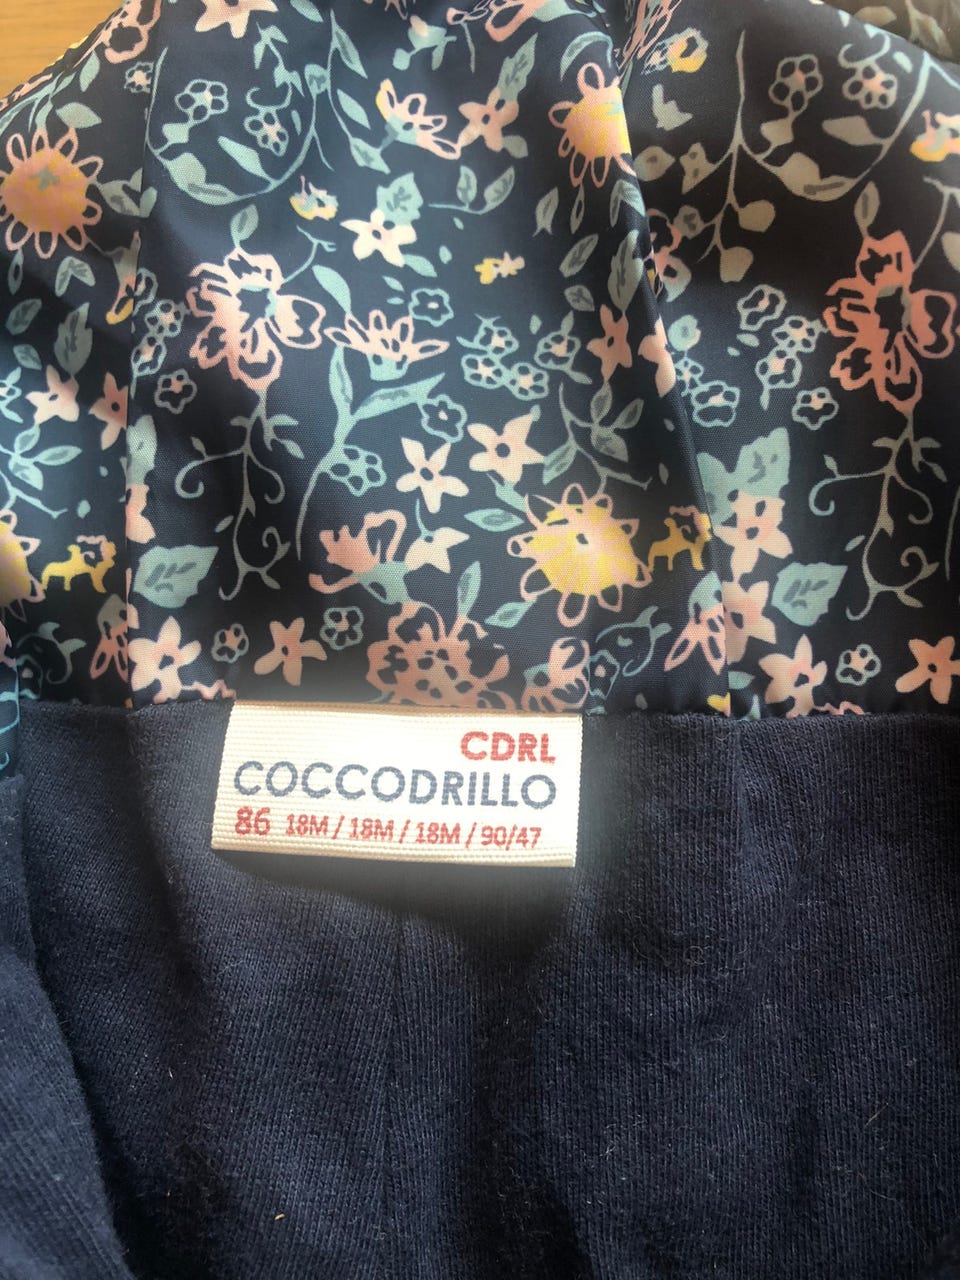 CDRL
COCCODRILLO
86 18M / 18M / 18M / 90/47